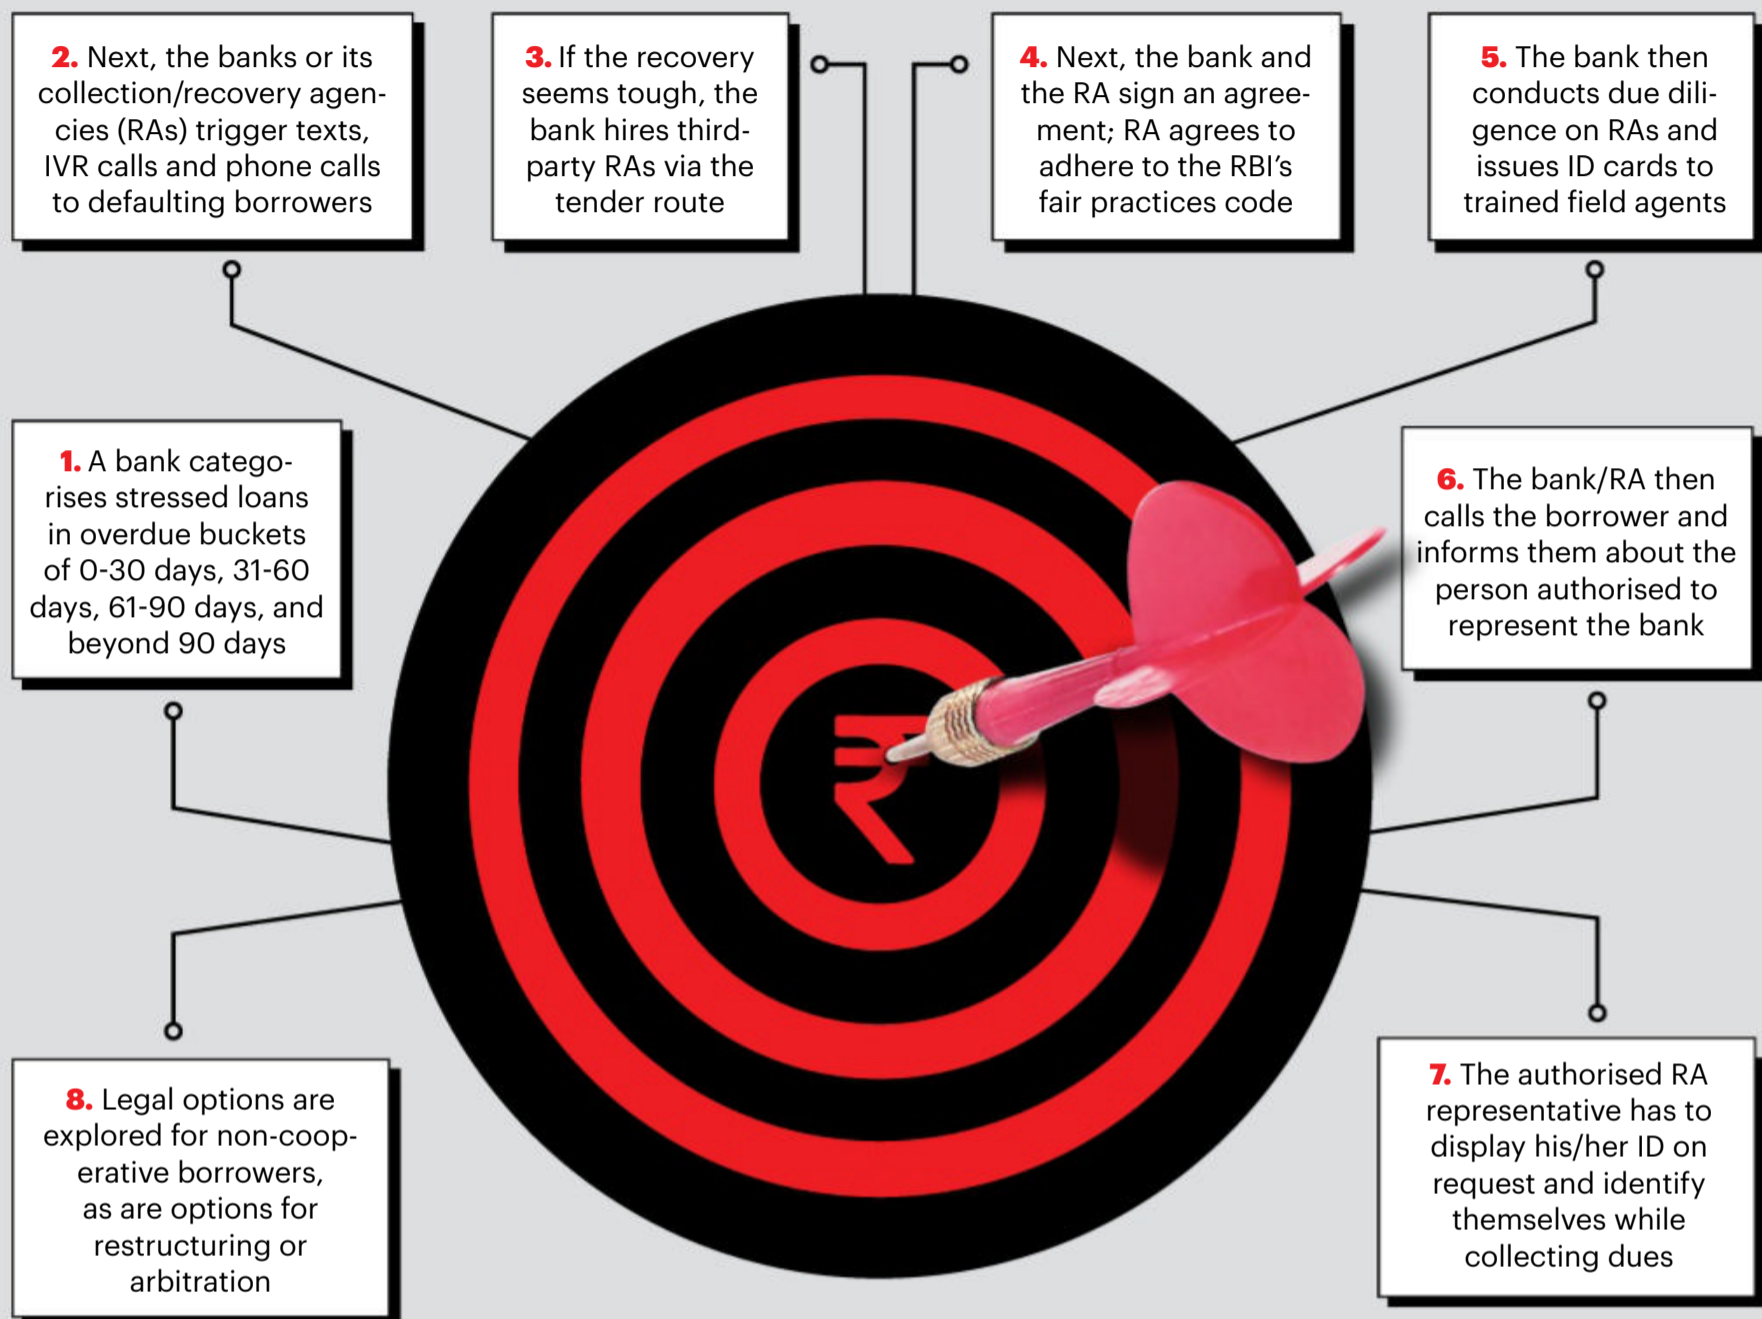 2. Next, the banks or its
collection/recovery agen-
cies (RAs) trigger texts,
IVR calls and phone calls
to defaulting borrowers
3. If the recovery
seems tough, the
bank hires third-
party RAs via the
tender route
4. Next, the bank and
the RA sign an agree-
ment; RA agrees to
adhere to the RBI’s
fair practices code
5. The bank then
conducts due dili-
gence on RAs and
issues ID cards to
trained field agents
1. A bank catego-
rises stressed loans
in overdue buckets
of 0-30 days, 31-60
days, 61-90 days, and
beyond 90 days
6. The bank/RA then
calls the borrower and
informs them about the
person authorised to
represent the bank
₹
8. Legal options are
explored for non-coop-
erative borrowers,
as are options for
restructuring or
arbitration
7. The authorised RA
representative has to
display his/her ID on
request and identify
themselves while
collecting dues